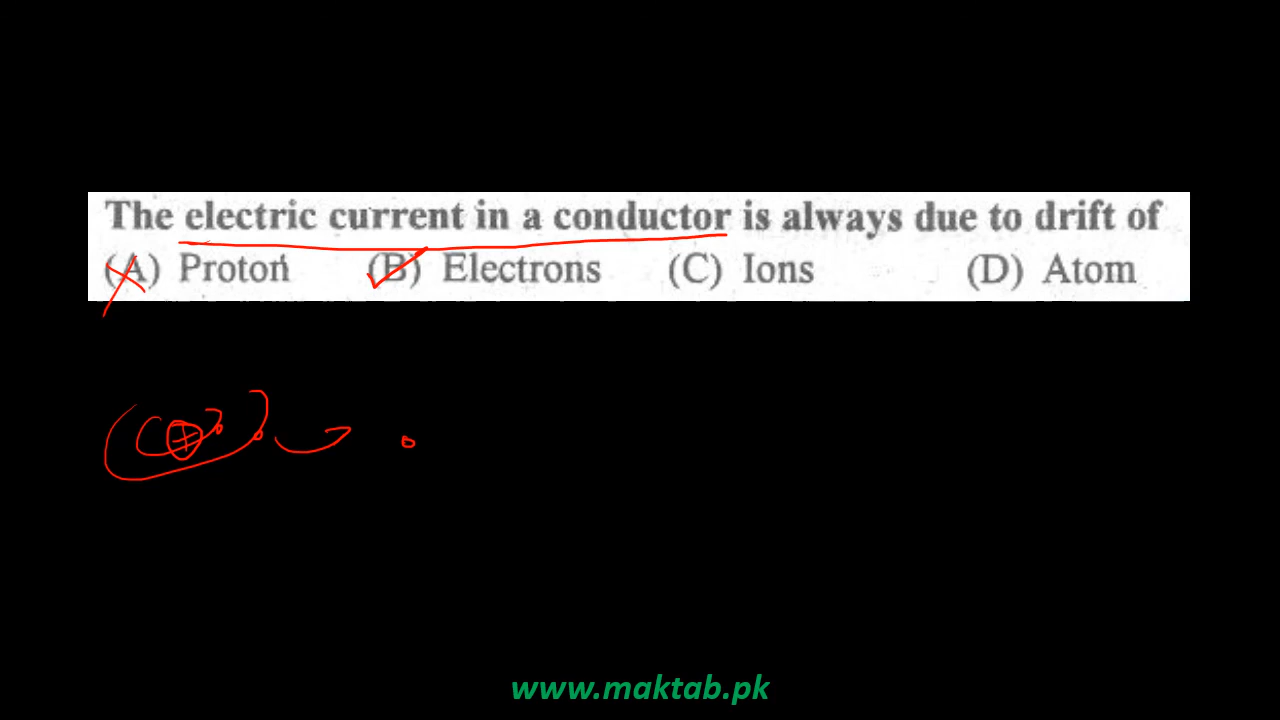 The electric current in a conductor is always due to drift of
(A) Proton (B) Electrons (C) Ions (D) Atom
www.maktab.pk